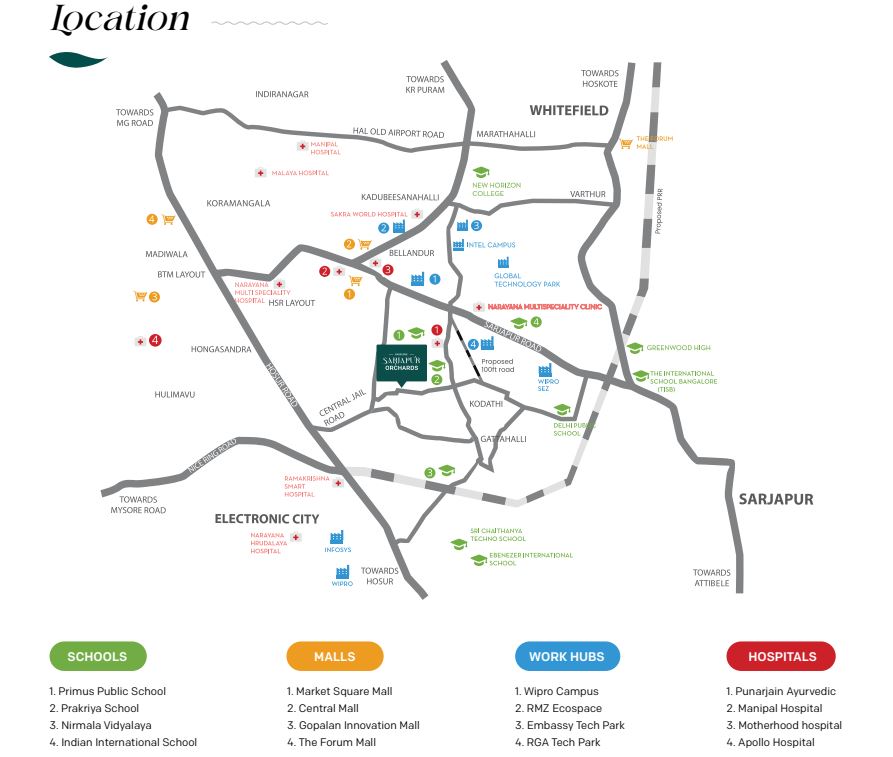 Location
TOWARDS
KR PURAM
TOWARDS
HOSKOTE
INDIRANAGAR
TOWARDS
MG ROAD
WHITEFIELD
HAL OLD AIRPORT ROAD
MARATHAHALLI
THE FORUM
MALL
MANIPAL
HOSPITAL
MALAYA HOSPITAL
NEW HORIZON
COLLEGE
KADUBEESANAHALLI
VARTHUR
Proposed PRR
KORAMANGALA
SAKRA WORLD HOSPITAL
4
2
3
2
INTEL CAMPUS
MADIWALA
BELLANDUR
GLOBAL
TECHNOLOGY PARK
BTM LAYOUT
2
3
1
NARAYANA
MULTISPECIALITY
HOSPITAL
HSR LAYOUT
1
3
NARAYANA MULTISPECIALITY CLINIC
4
SARJAPUR ROAD
1
1
4
4
HONGASANDRA
SARJAPUR
ORCHARDS
2
Proposed
100ft road
GREENWOOD HIGH
WIPRO
SEZ
THE INTERNATIONAL
SCHOOL BANGALORE
(TISB)
HOSUR ROAD
HULIMAVU
CENTRAL JAIL
ROAD
KODATHI
DELHI PUBLIC
SCHOOL
GATTAHALLI
NICE RING ROAD
3
RAMAKRISHNA
SMART
HOSPITAL
TOWARDS
MYSORE ROAD
SARJAPUR
ELECTRONIC CITY
NARAYANA
HRUDALAYA
HOSPITAL
INFOSYS
SRI CHAITHANYA
TECHNO SCHOOL
EBENEZER INTERNATIONAL
SCHOOL
WIPRO
TOWARDS
HOSUR
TOWARDS
ATTIBELE
SCHOOLS
1. Primus Public School
2. Prakriya School
3. Nirmala Vidyalaya
4. Indian International School
MALLS
1. Market Square Mall
2. Central Mall
3. Gopalan Innovation Mall
4. The Forum Mall
WORK HUBS
1. Wipro Campus
2. RMZ Ecospace
3. Embassy Tech Park
4. RGA Tech Park
HOSPITALS
1. Punarjain Ayurvedic
2. Manipal Hospital
3. Motherhood hospital
4. Apollo Hospital